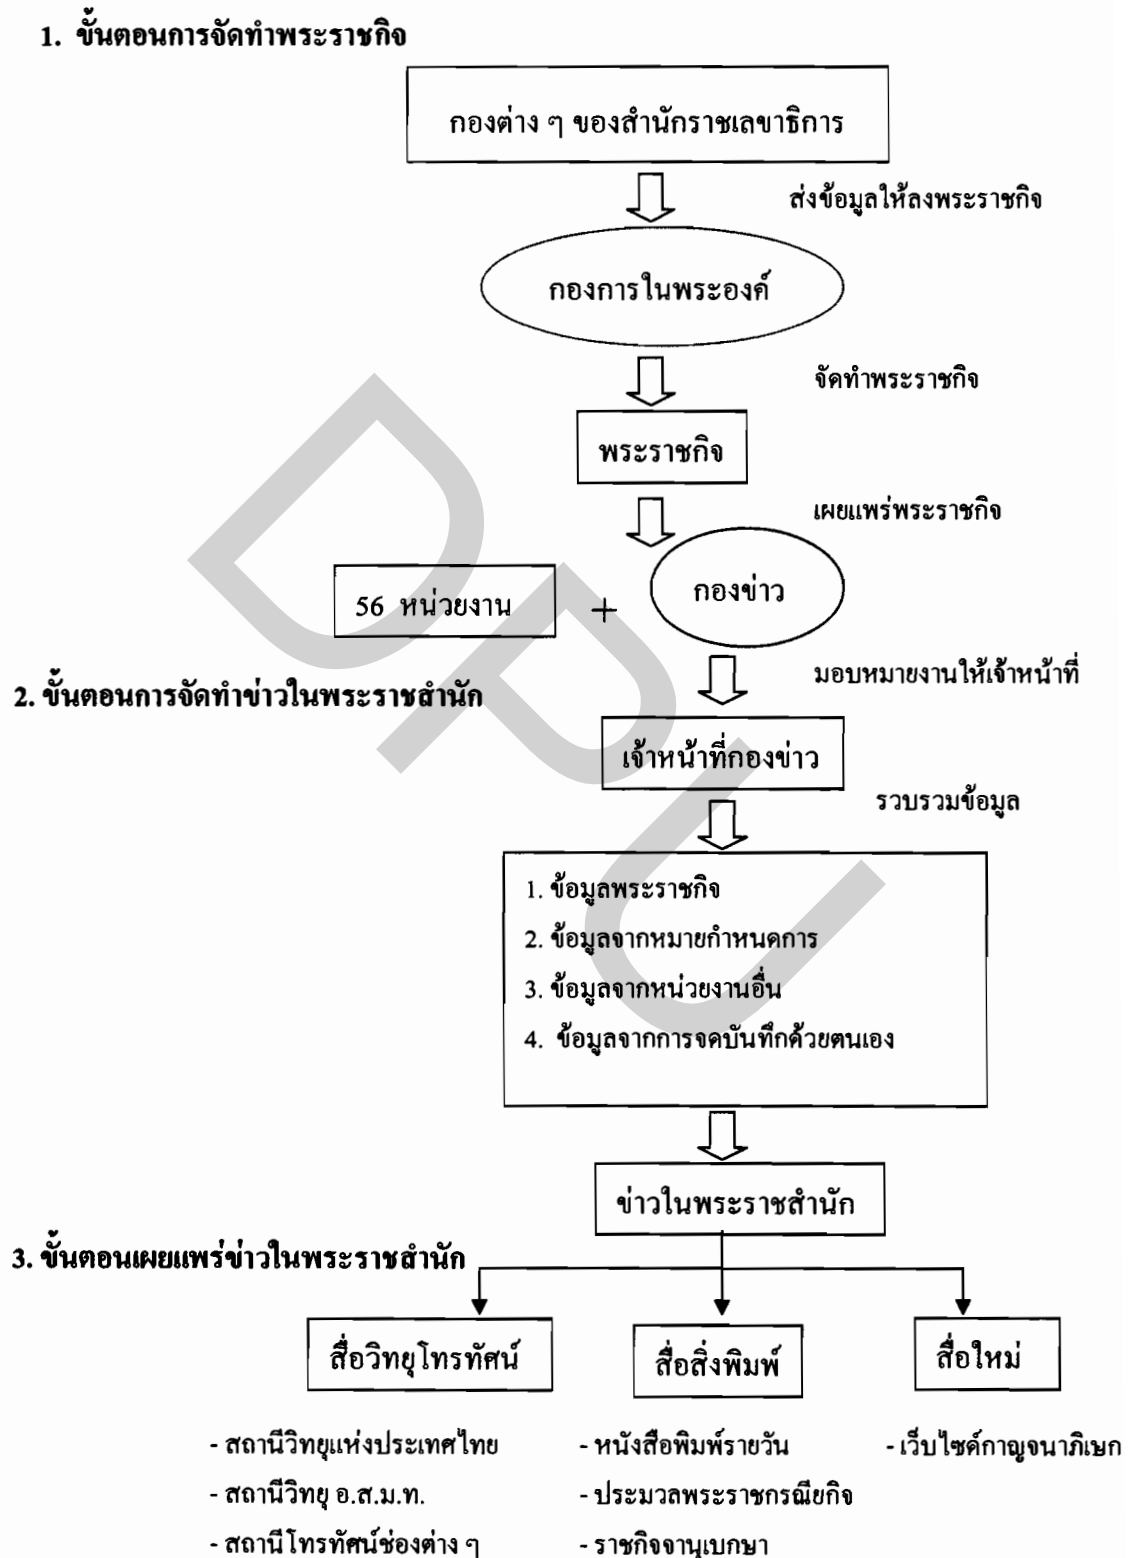 1. ขั้นตอนการจัดทำพระราชกิจ
กองต่าง ๆ ของสำนักราชเลขาธิการ
ส่งข้อมูลให้ลงพระราชกิจ
กองการในพระองค์
จัดทำพระราชกิจ
พระราชกิจ
เผยแพร่พระราชกิจ
56 หน่วยงาน
+
กองข่าว
มอบหมายงานให้เจ้าหน้าที่
2. ขั้นตอนการจัดทำข่าวในพระราชสำนัก
เจ้าหน้าที่กองข่าว
รวบรวมข้อมูล
1. ข้อมูลพระราชกิจ
2. ข้อมูลจากหมายกำหนดการ
3. ข้อมูลจากหน่วยงานอื่น
4. ข้อมูลจากการจดบันทึกด้วยตนเอง
ข่าวในพระราชสำนัก
3. ขั้นตอนเผยแพร่ข่าวในพระราชสำนัก
สื่อวิทยุโทรทัศน์
สื่อสิ่งพิมพ์
สื่อใหม่
- สถานีวิทยุแห่งประเทศไทย
- หนังสือพิมพ์รายวัน
- เว็บไซค์กาญจนาภิเษก
- สถานีวิทยุ อ.ส.ม.ท.
- ประมวลพระราชกรณียกิจ
- สถานีโทรทัศน์ช่องต่าง ๆ
- ราชกิจจานุเบกษา
DPU